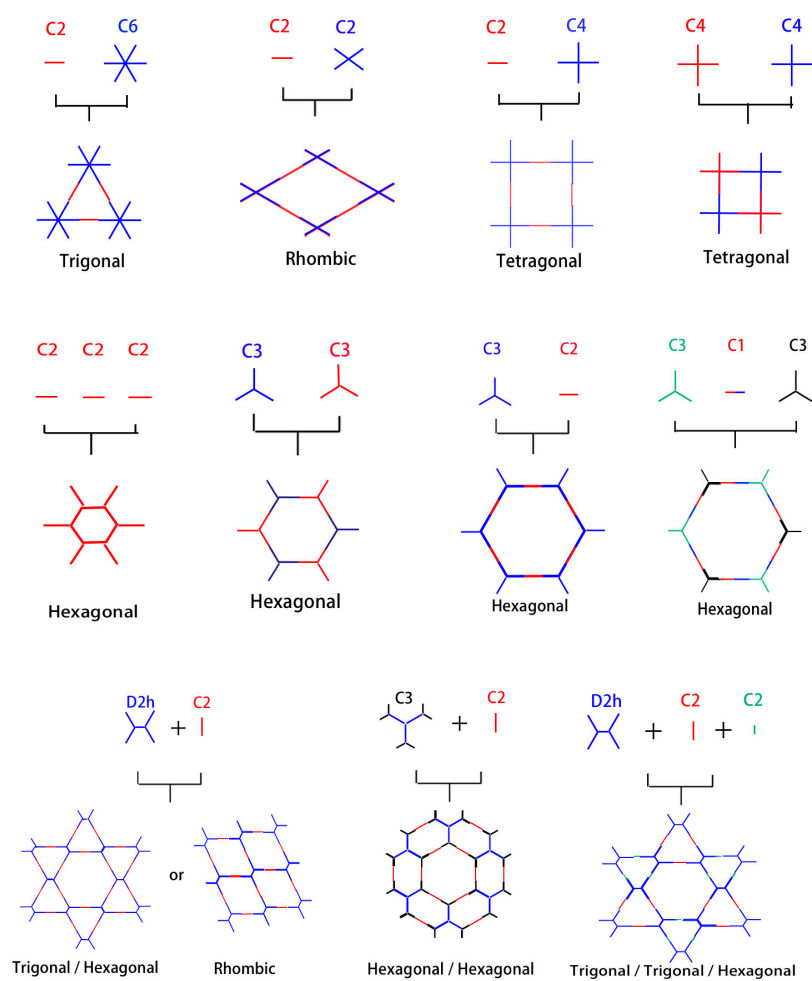 C2 C6 C2 C2 C2 C4 C4 C4
Trigonal Rhombic Tetragonal Tetragonal
C2 C2 C2 C3 C3 C3 C2 C3 C1 C3
Hexagonal Hexagonal Hexagonal Hexagonal
D2h + C2 C3 + C2 D2h + C2 + C2
or
Trigonal / Hexagonal Rhombic Hexagonal / Hexagonal Trigonal / Trigonal / Hexagonal